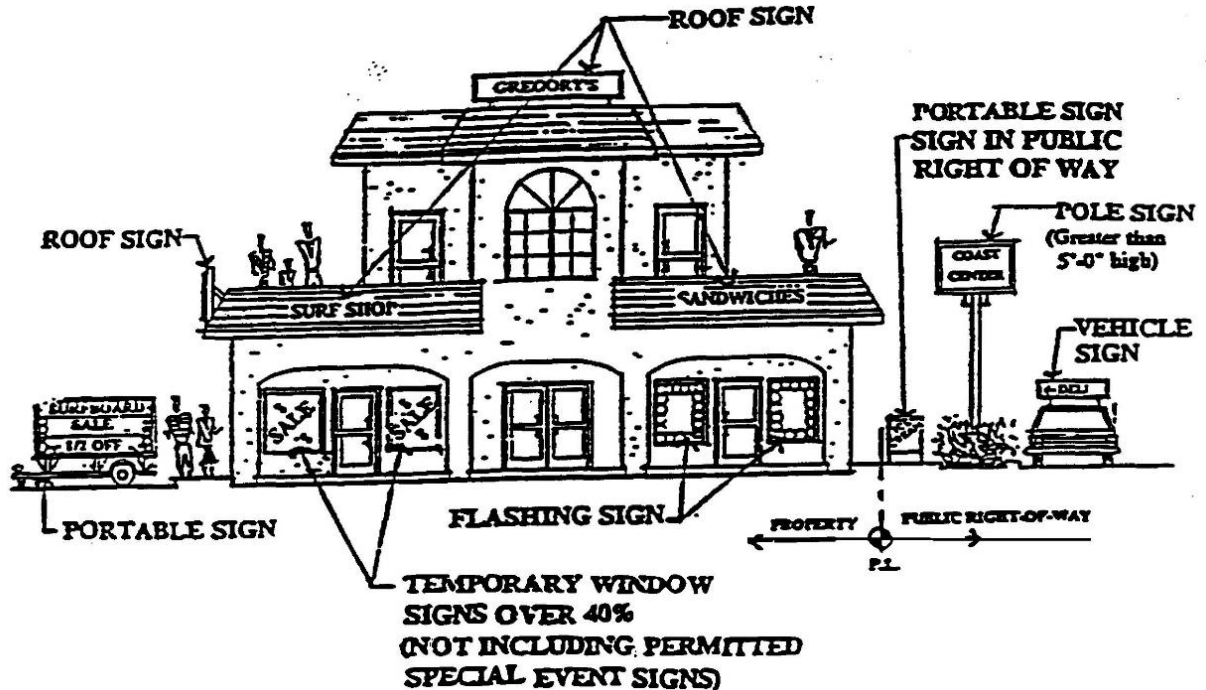 ROOF SIGN
GREGORY'S
PORTABLE SIGN
SIGN IN PUBLIC
RIGHT OF WAY
ROOF SIGN
POLE SIGN
(Greater than
5'-0" high)
COAST
CENTER
SURF SHOP
SANDWICHES
VEHICLE
SIGN
←DELI
SURFBOARD
SALE
1/2 OFF
SALE
SALE
PORTABLE SIGN
FLASHING SIGN
PROPERTY
PUBLIC RIGHT-OF-WAY
P.L.
TEMPORARY WINDOW
SIGNS OVER 40%
(NOT INCLUDING PERMITTED
SPECIAL EVENT SIGNS)